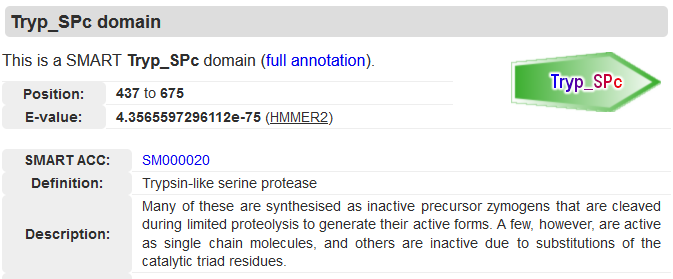 Tryp_SPc domain
This is a SMART Tryp_SPc domain (full annotation).
Tryp_SPc
Position: 437 to 675
E-value: 4.3565597296112e-75 (HMMER2)
SMART ACC: SM000020
Definition: Trypsin-like serine protease
Description: Many of these are synthesised as inactive precursor zymogens that are cleaved
during limited proteolysis to generate their active forms. A few, however, are active
as single chain molecules, and others are inactive due to substitutions of the
catalytic triad residues.